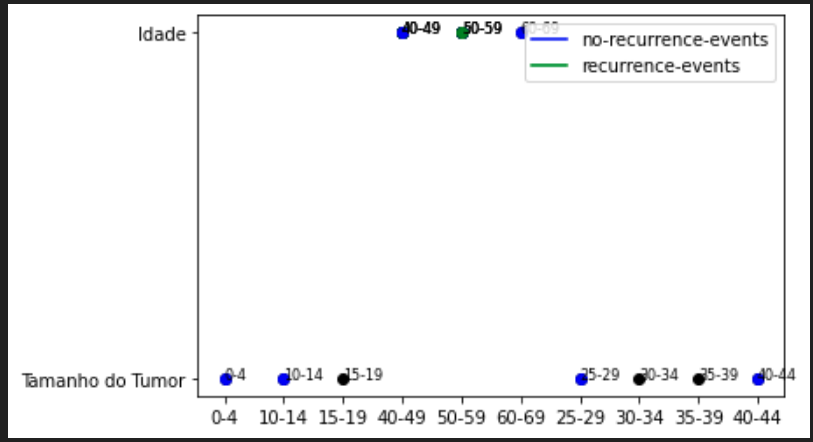 Idade
40-49 50-59 60-69
no-recurrence-events
recurrence-events
Tamanho do Tumor
0-4 10-14 15-19 25-29 30-34 35-39 40-44
0-4 10-14 15-19 40-49 50-59 60-69 25-29 30-34 35-39 40-44